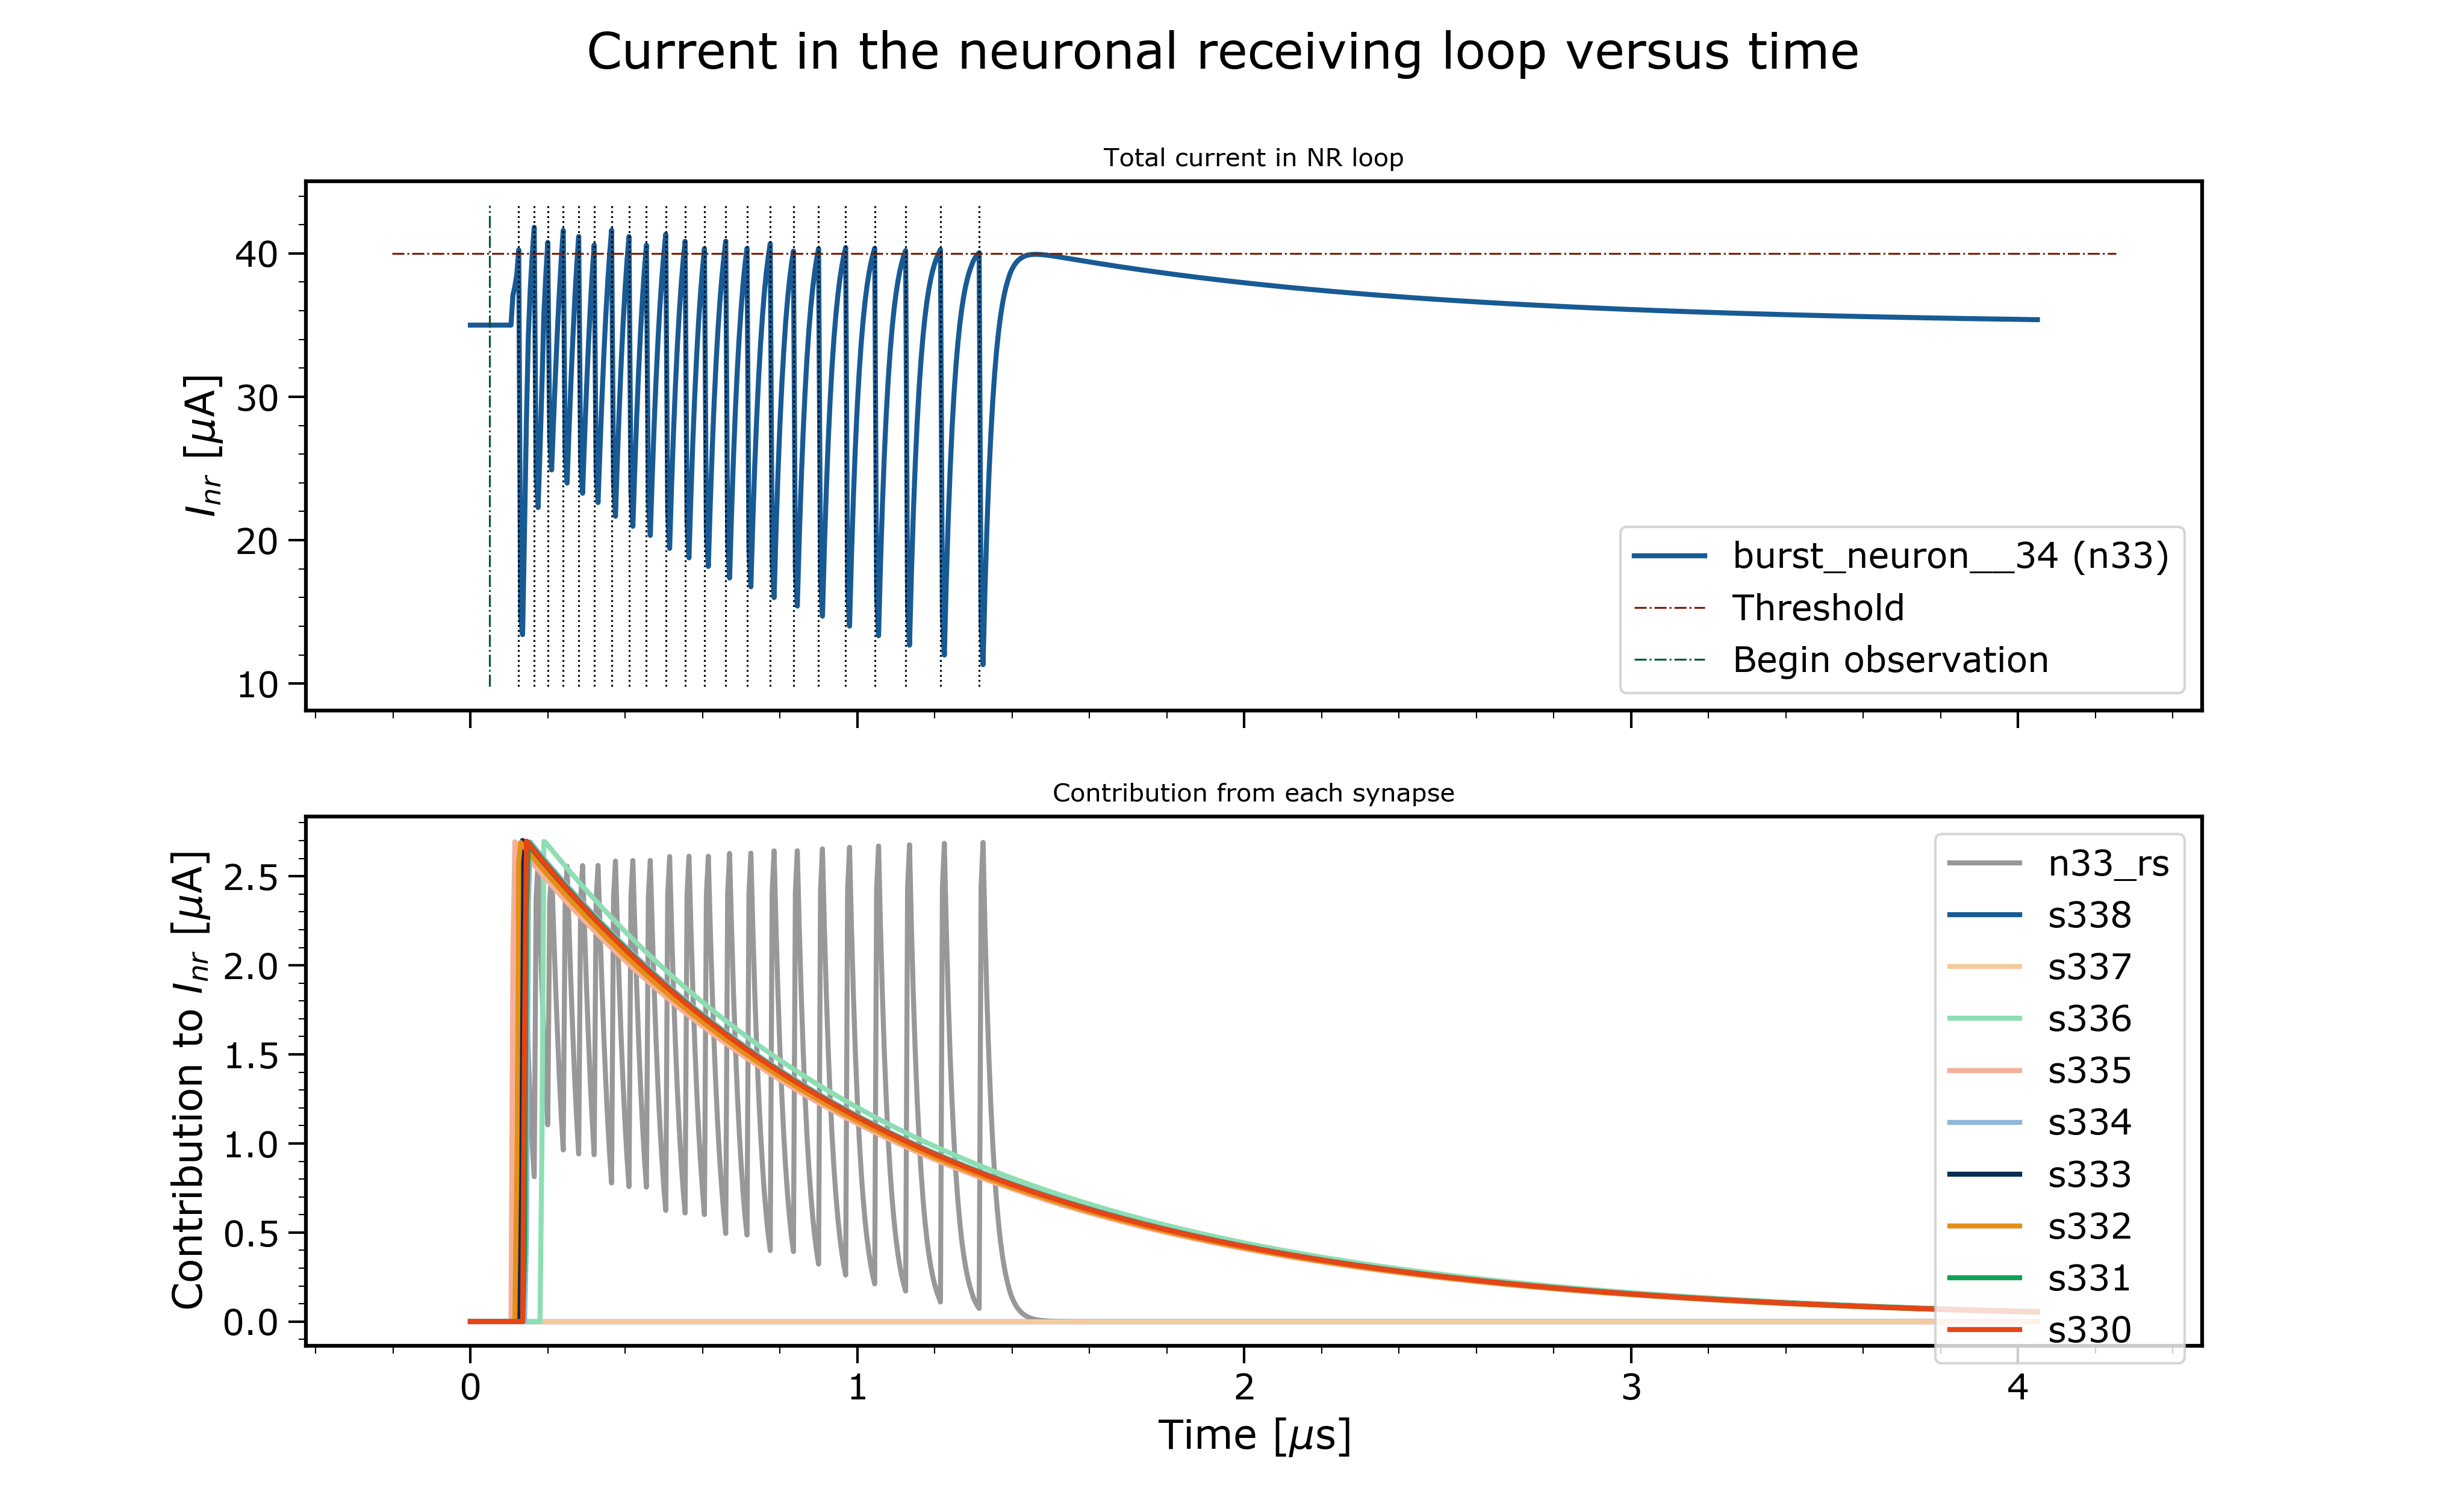 Current in the neuronal receiving loop versus time
Total current in NR loop
40
30
20
10
I_nr [μA]
burst_neuron__34 (n33)
Threshold
Begin observation
Contribution from each synapse
2.5
2.0
1.5
1.0
0.5
0.0
Contribution to I_nr [μA]
n33_rs
s338
s337
s336
s335
s334
s333
s332
s331
s330
0 1 2 3 4
Time [μs]